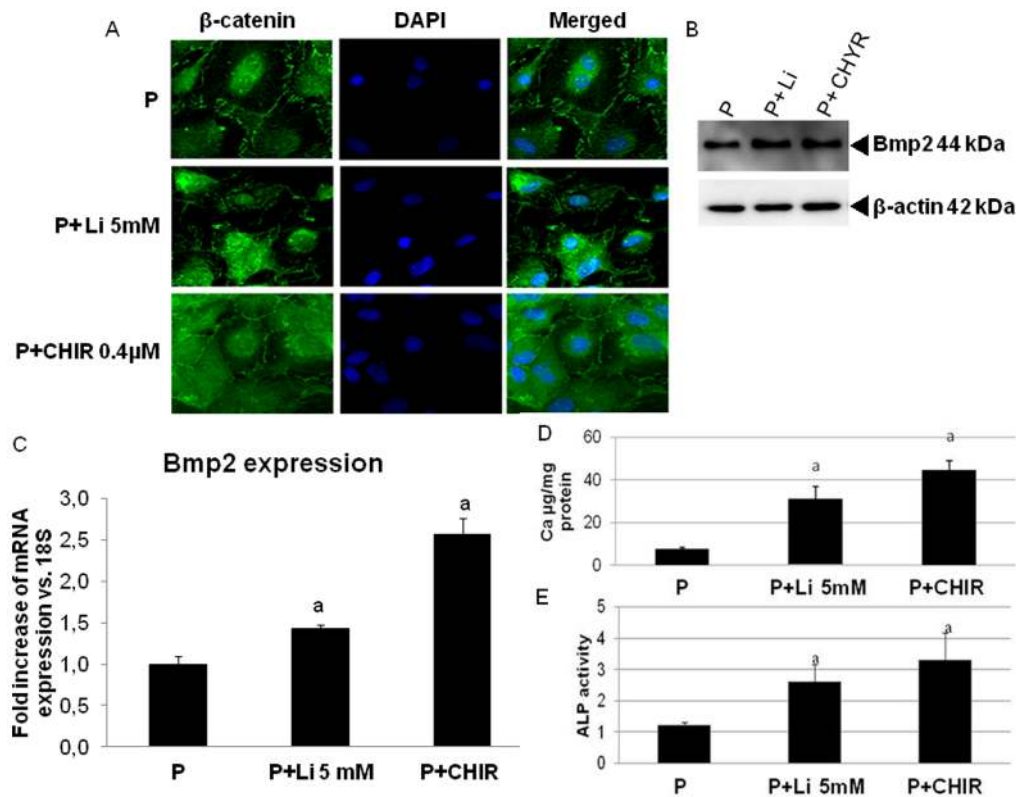 A
β-catenin
DAPI
Merged
P
P+Li 5mM
P+CHIR 0.4µM
B
P
P+Li
P+CHYR
Bmp2 44 kDa
β-actin 42 kDa
C
Bmp2 expression
Fold increase of mRNA
expression vs. 18S
3,0
2,5
2,0
1,5
1,0
0,5
0,0
a
a
P
P+Li 5 mM
P+CHIR
D
Ca µg/mg
protein
60
40
20
0
a
a
P
P+Li 5mM
P+CHIR
E
ALP activity
5
4
3
2
1
0
a
a
P
P+Li 5mM
P+CHIR